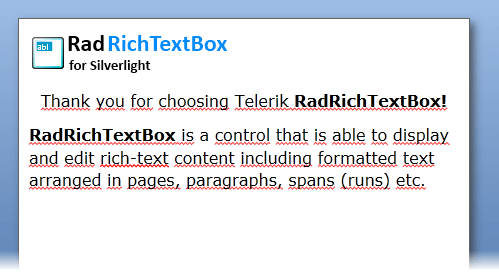 abl
Rad RichTextBox
for Silverlight
Thank you for choosing Telerik RadRichTextBox!
RadRichTextBox is a control that is able to display
and edit rich-text content including formatted text
arranged in pages, paragraphs, spans (runs) etc.